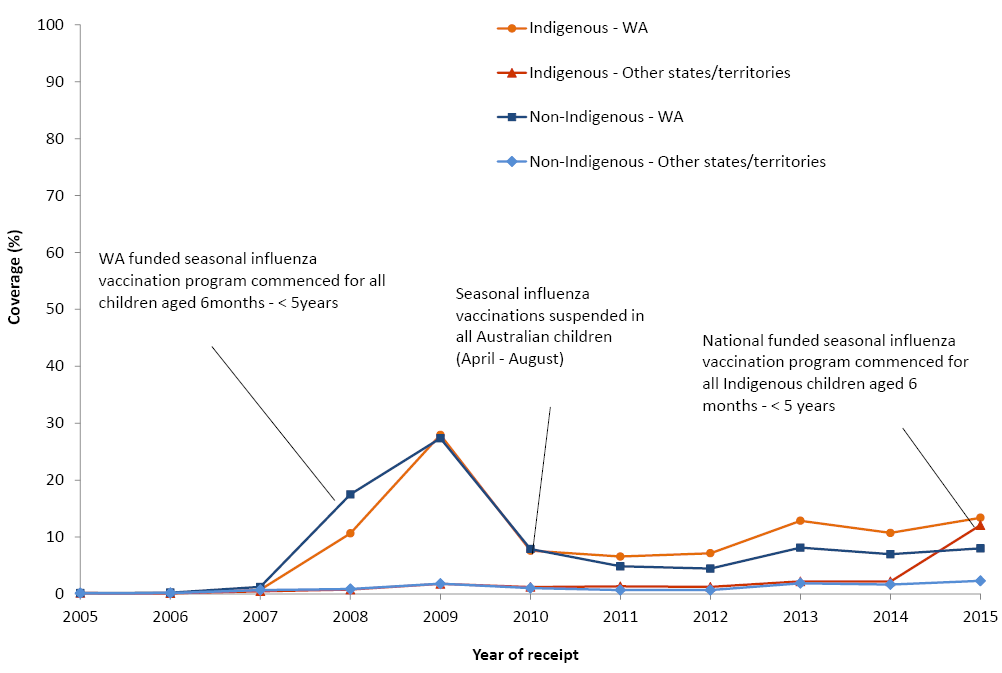 100
90
80
70
60
50
40
30
20
10
0
Coverage (%)
Indigenous - WA
Indigenous - Other states/territories
Non-Indigenous - WA
Non-Indigenous - Other states/territories
WA funded seasonal influenza
vaccination program commenced for all
children aged 6months - < 5years
Seasonal influenza
vaccinations suspended in
all Australian children
(April - August)
National funded seasonal influenza
vaccination program commenced for
all Indigenous children aged 6
months - < 5 years
2005 2006 2007 2008 2009 2010 2011 2012 2013 2014 2015
Year of receipt